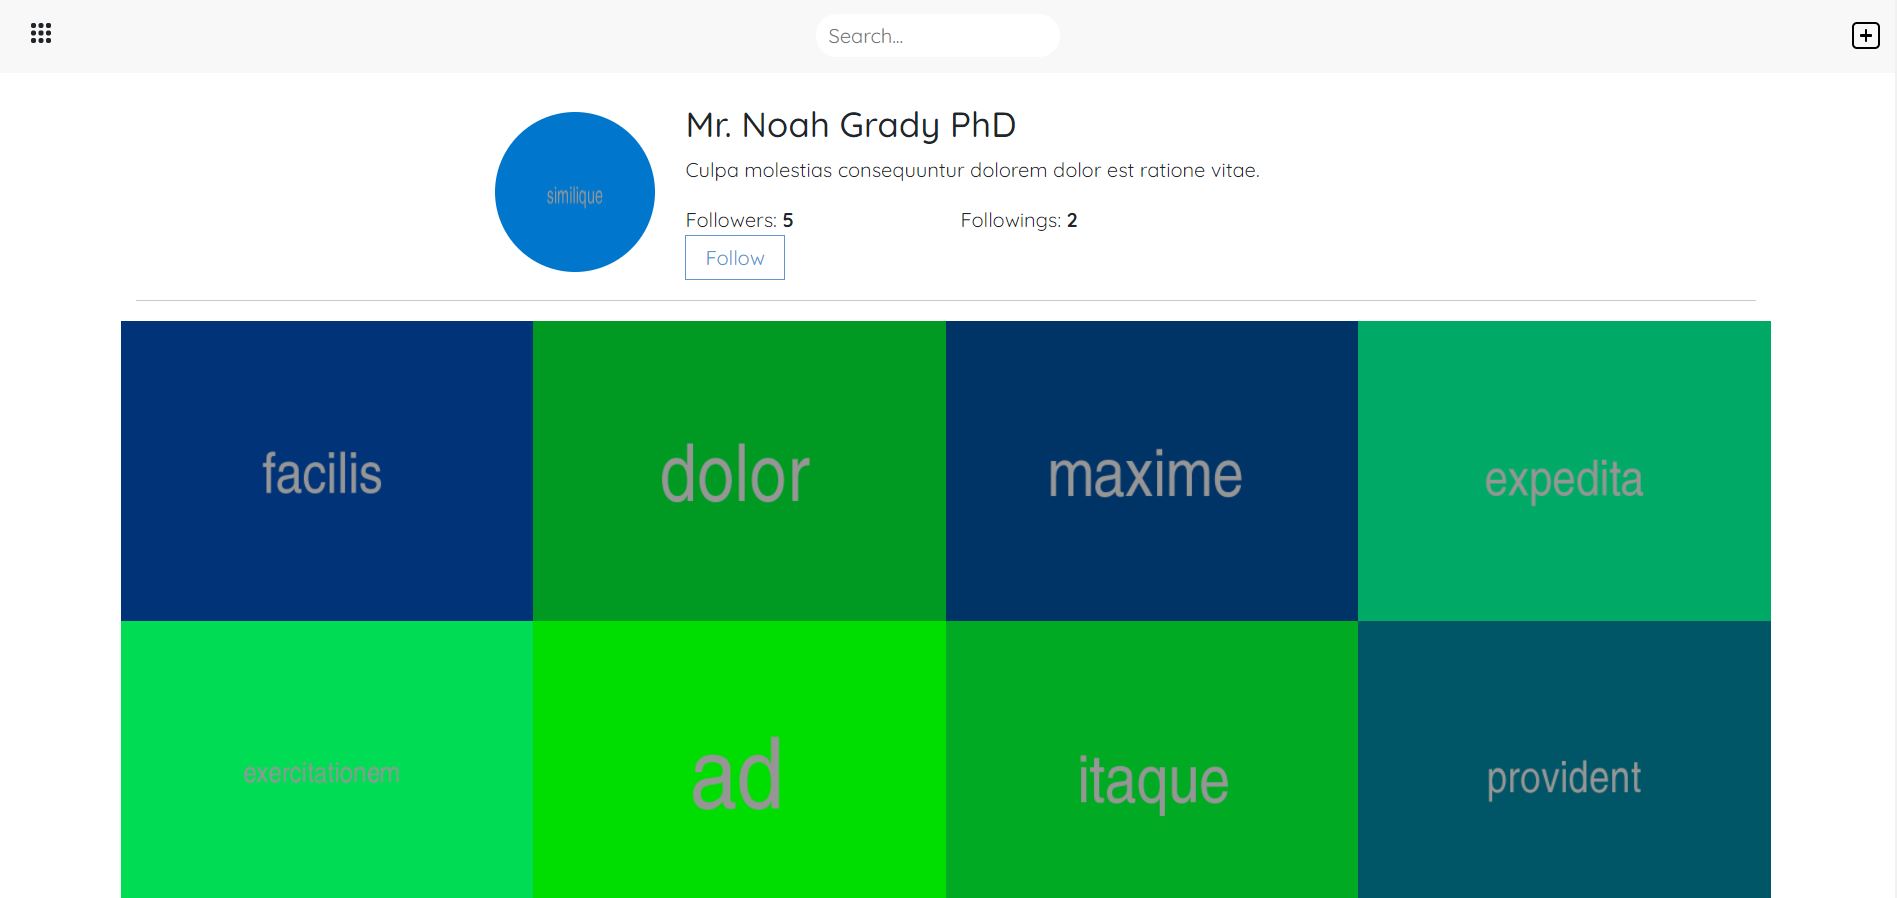 Search...
Mr. Noah Grady PhD
Culpa molestias consequuntur dolorem dolor est ratione vitae.
similique
Followers: 5 Followings: 2
Follow
facilis dolor maxime expedita
exercitationem ad itaque provident